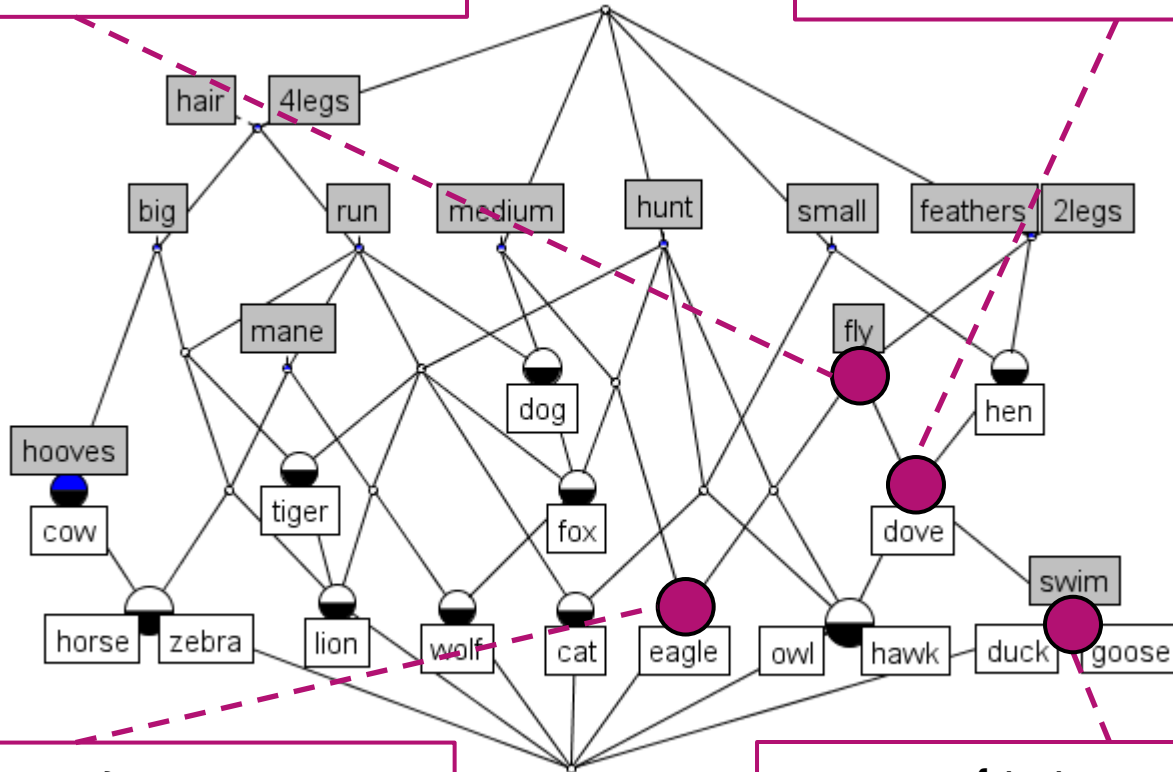 hair 4legs
big run medium hunt small feathers 2legs
mane fly
dog hen
hooves
tiger
cow fox dove
swim
horse zebra lion wolf cat eagle owl hawk duck goose